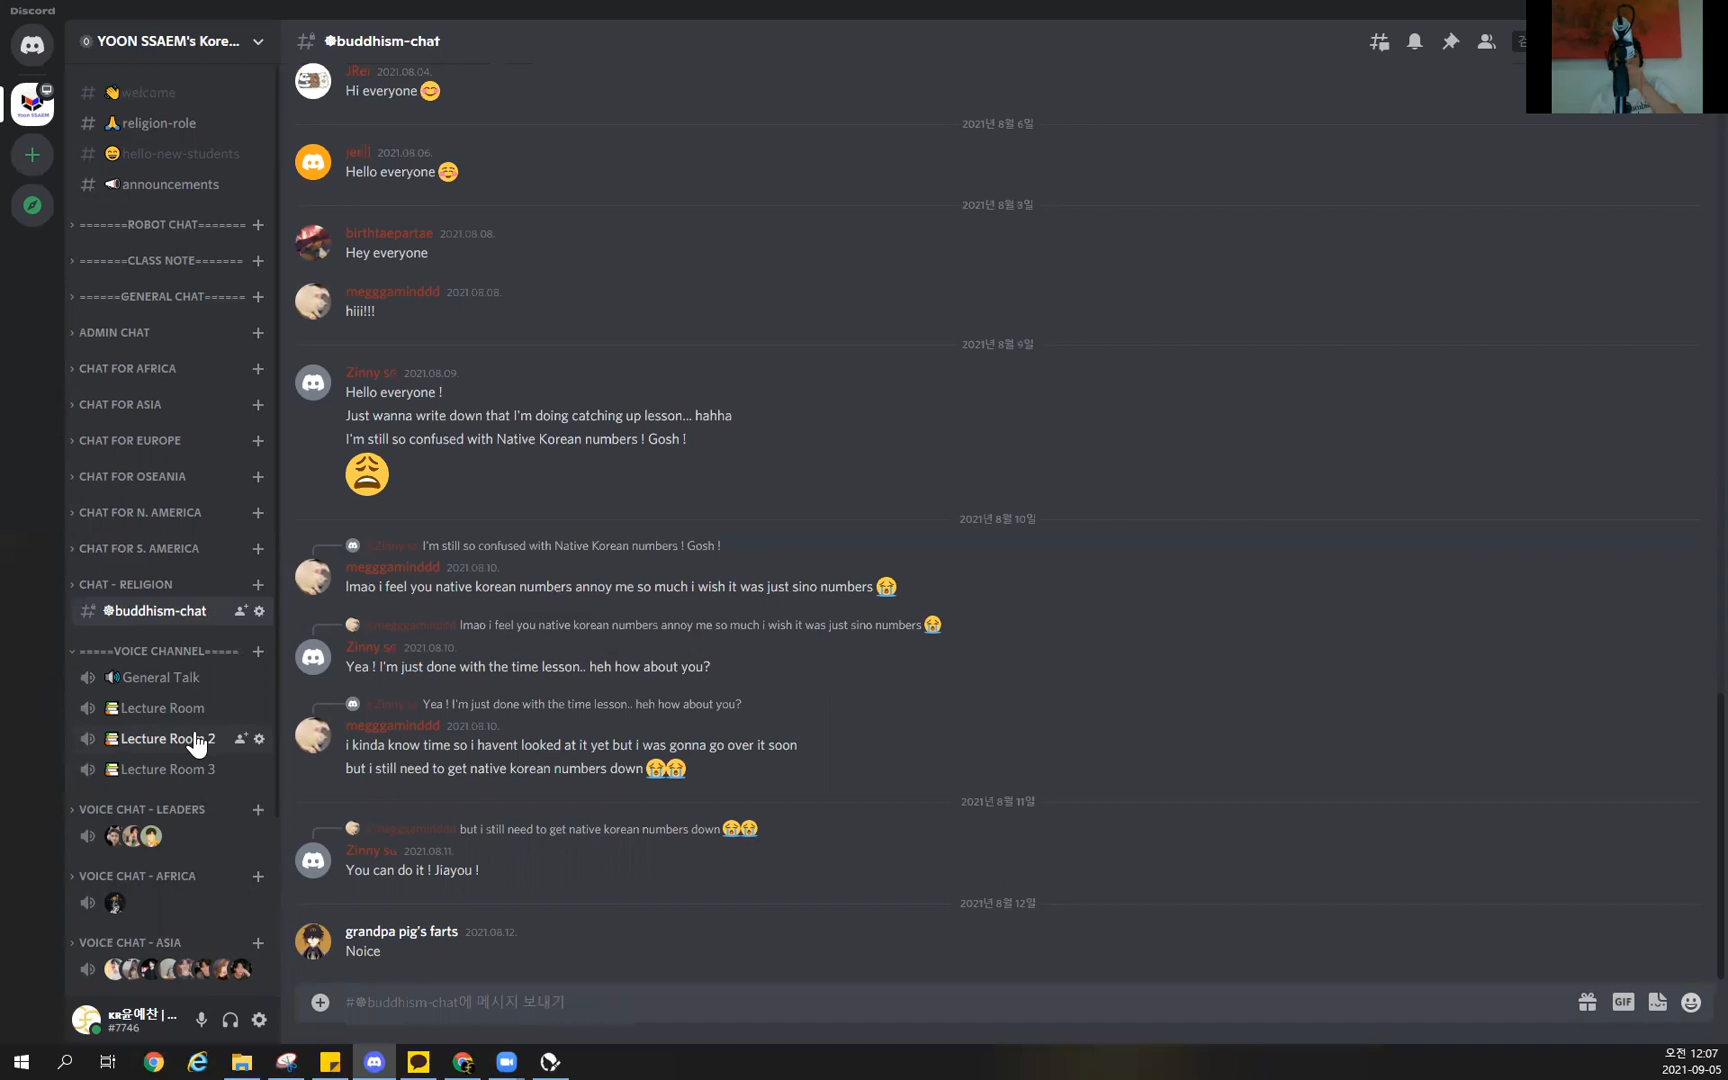 Discord
YOON SSAEM's Kore...
welcome
religion-role
hello-new-students
announcements
=======ROBOT CHAT=======
=======CLASS NOTE=======
======GENERAL CHAT======
ADMIN CHAT
CHAT FOR AFRICA
CHAT FOR ASIA
CHAT FOR EUROPE
CHAT FOR OSEANIA
CHAT FOR N. AMERICA
CHAT FOR S. AMERICA
CHAT - RELIGION
buddhism-chat
=====VOICE CHANNEL=====
General Talk
Lecture Room
Lecture Room 2
Lecture Room 3
VOICE CHAT - LEADERS
VOICE CHAT - AFRICA
VOICE CHAT - ASIA
KR윤예찬 | ...
#7746
buddhism-chat
JRei 2021.08.04.
Hi everyone
2021년 8월 6일
jeell 2021.08.06.
Hello everyone
2021년 8월 3일
birthtaepartae 2021.08.08.
Hey everyone
megggaminddd 2021.08.08.
hiii!!!
2021년 8월 9일
Zinny 2021.08.09.
Hello everyone !
Just wanna write down that I'm doing catching up lesson... hahha
I'm still so confused with Native Korean numbers ! Gosh !
2021년 8월 10일
I'm still so confused with Native Korean numbers ! Gosh !
megggaminddd 2021.08.10.
lmao i feel you native korean numbers annoy me so much i wish it was just sino numbers
@megggaminddd lmao i feel you native korean numbers annoy me so much i wish it was just sino numbers
Zinny 2021.08.10.
Yea ! I'm just done with the time lesson.. heh how about you?
Yea ! I'm just done with the time lesson.. heh how about you?
megggaminddd 2021.08.10.
i kinda know time so i havent looked at it yet but i was gonna go over it soon
but i still need to get native korean numbers down
2021년 8월 11일
@megggaminddd but i still need to get native korean numbers down
Zinny 2021.08.11.
You can do it ! Jiayou !
2021년 8월 12일
grandpa pig's farts 2021.08.12.
Noice
#buddhism-chat에 메시지 보내기
GIF
오전 12:07
2021-09-05